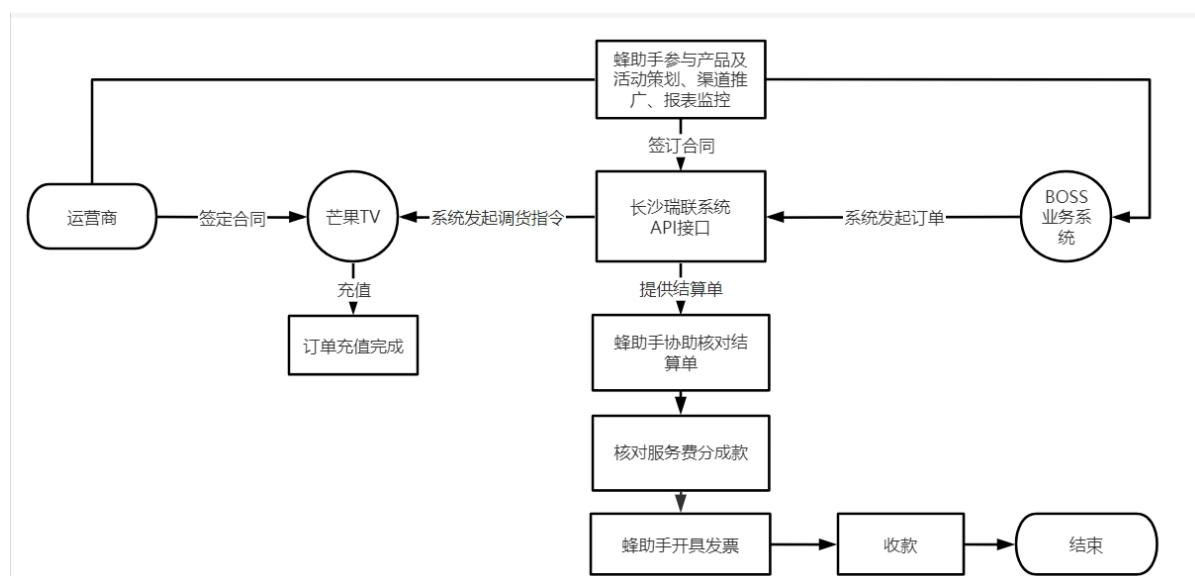 蜂助手参与产品及
活动策划、渠道推
广、报表监控
签订合同
运营商
签定合同
芒果TV
系统发起调货指令
长沙瑞联系统
API接口
系统发起订单
BOSS
业务系
统
充值
提供结算单
订单充值完成
蜂助手协助核对结
算单
核对服务费分成款
蜂助手开具发票
收款
结束